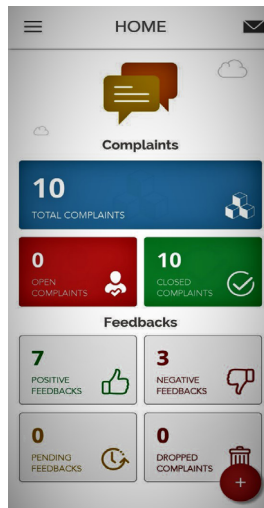 HOME
Complaints
10
TOTAL COMPLAINTS
0
OPEN
COMPLAINTS
10
CLOSED
COMPLAINTS
Feedbacks
7
POSITIVE
FEEDBACKS
3
NEGATIVE
FEEDBACKS
0
PENDING
FEEDBACKS
0
DROPPED
COMPLAINTS
+